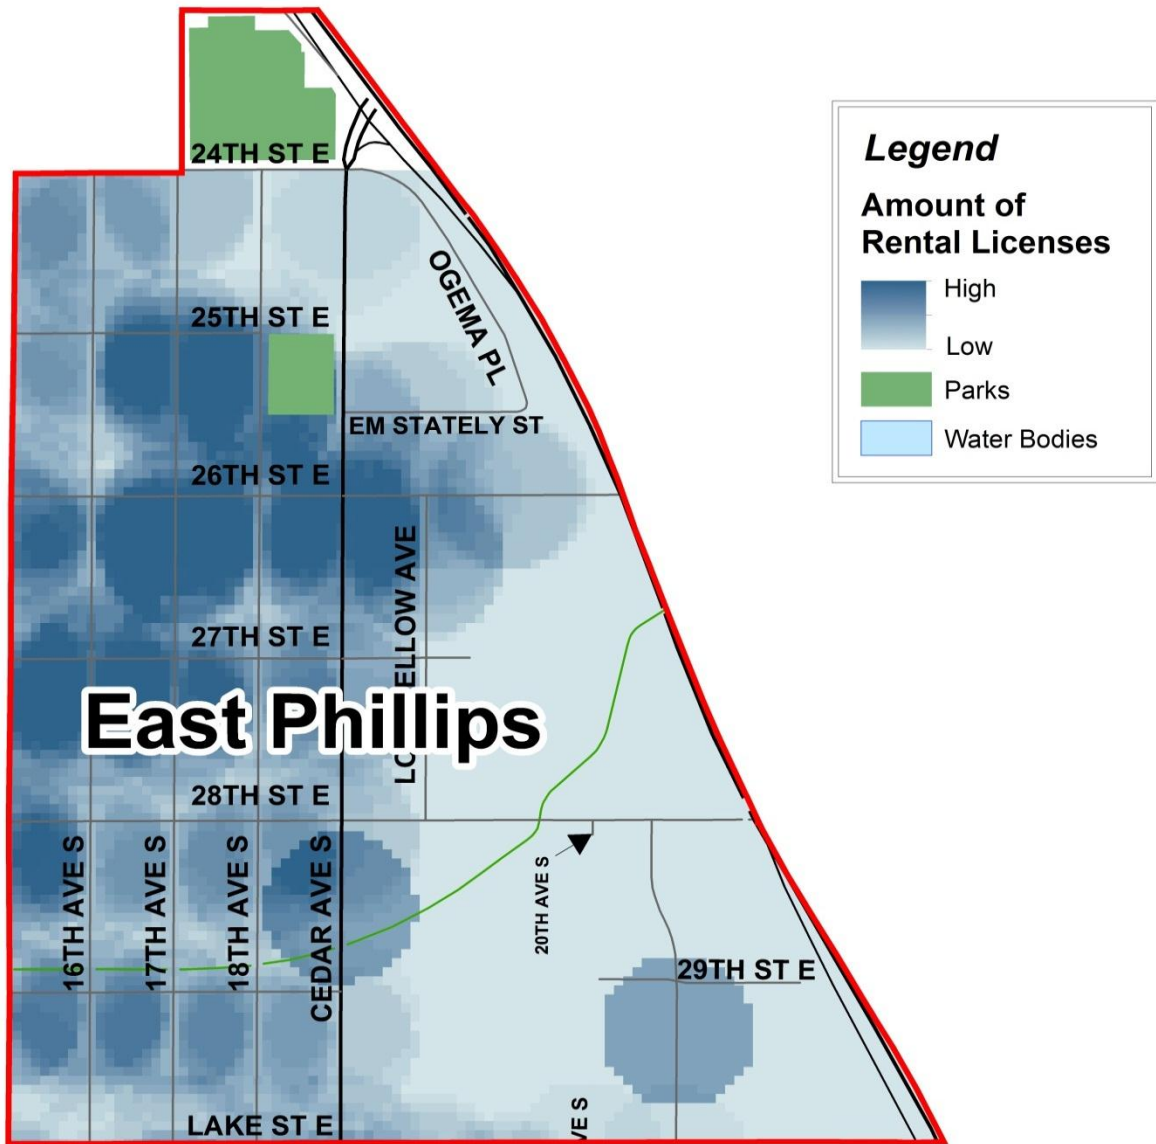 24TH ST E
OGEMA PL
25TH ST E
EM STATELY ST
26TH ST E
27TH ST E
East Phillips
28TH ST E
16TH AVE S
17TH AVE S
18TH AVE S
CEDAR AVE S
20TH AVE S
29TH ST E
LAKE ST E
Legend
Amount of
Rental Licenses
High
Low
Parks
Water Bodies